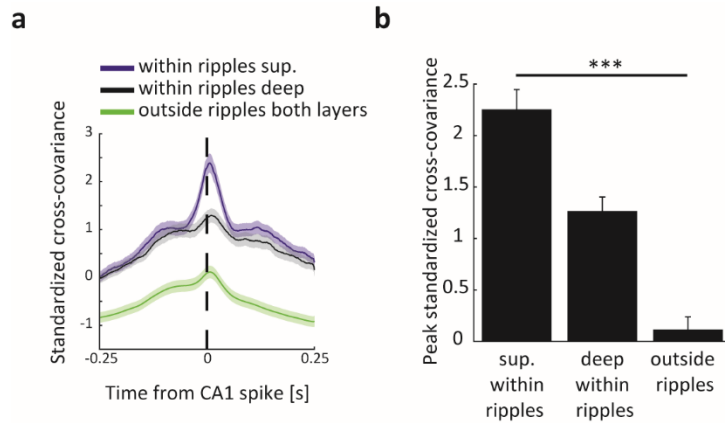 a
within ripples sup.
within ripples deep
outside ripples both layers
Standardized cross-covariance
3
2
1
0
-1
-0.25
0
0.25
Time from CA1 spike [s]
b
***
Peak standardized cross-covariance
2.5
2
1.5
1
0.5
0
sup.
within
ripples
deep
within
ripples
outside
ripples